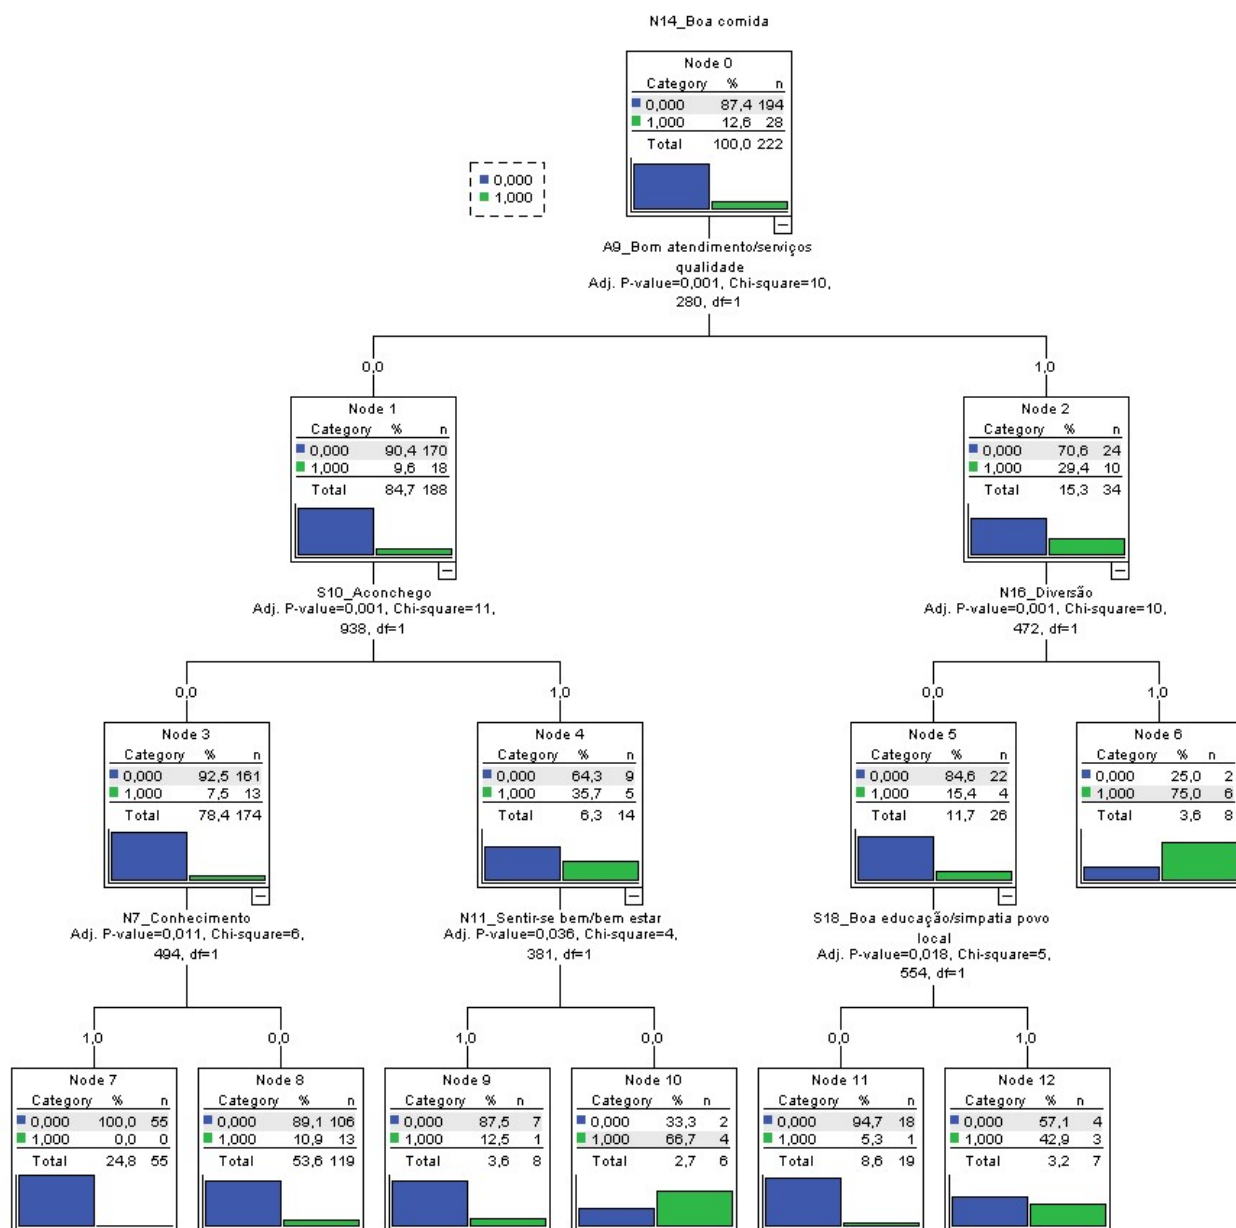 N14_Boa comida
Node 0
Category % n
0,000 87,4 194
1,000 12,6 28
Total 100,0 222
0,000
1,000
A9_Bom atendimento/serviços
qualidade
Adj. P-value=0,001, Chi-square=10,
280, df=1
0,0
1,0
Node 1
Category % n
0,000 90,4 170
1,000 9,6 18
Total 84,7 188
Node 2
Category % n
0,000 70,6 24
1,000 29,4 10
Total 15,3 34
S10_Aconchego
Adj. P-value=0,001, Chi-square=11,
938, df=1
N16_Diversão
Adj. P-value=0,001, Chi-square=10,
472, df=1
0,0
1,0
0,0
1,0
Node 3
Category % n
0,000 92,5 161
1,000 7,5 13
Total 78,4 174
Node 4
Category % n
0,000 64,3 9
1,000 35,7 5
Total 6,3 14
Node 5
Category % n
0,000 84,6 22
1,000 15,4 4
Total 11,7 26
Node 6
Category % n
0,000 25,0 2
1,000 75,0 6
Total 3,6 8
N7_Conhecimento
Adj. P-value=0,011, Chi-square=6,
494, df=1
N11_Sentir-se bem/bem estar
Adj. P-value=0,036, Chi-square=4,
381, df=1
S18_Boa educação/simpatia povo
local
Adj. P-value=0,018, Chi-square=5,
554, df=1
1,0
0,0
1,0
0,0
0,0
1,0
Node 7
Category % n
0,000 100,0 55
1,000 0,0 0
Total 24,8 55
Node 8
Category % n
0,000 89,1 106
1,000 10,9 13
Total 53,6 119
Node 9
Category % n
0,000 87,5 7
1,000 12,5 1
Total 3,6 8
Node 10
Category % n
0,000 33,3 2
1,000 66,7 4
Total 2,7 6
Node 11
Category % n
0,000 94,7 18
1,000 5,3 1
Total 8,6 19
Node 12
Category % n
0,000 57,1 4
1,000 42,9 3
Total 3,2 7